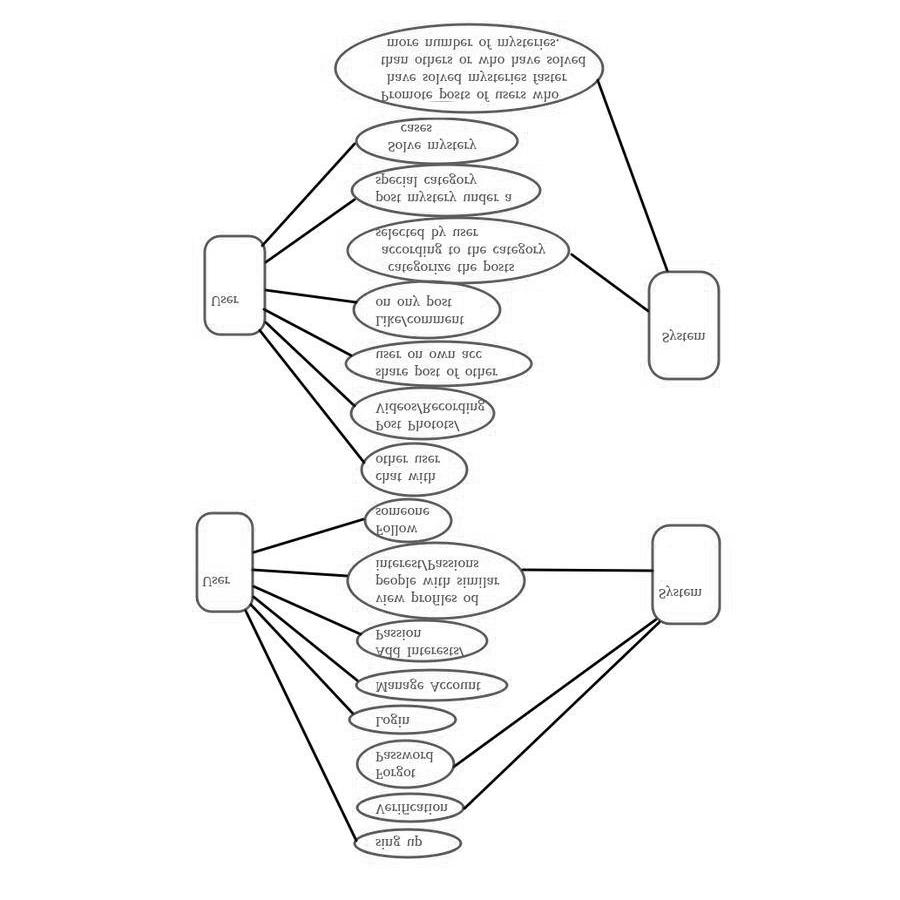 sing up
Verification
Forgot
Password
Login
Manage Account
Add Interests/
Passion
view profiles od
people with similar
interest/Passions
User
System
Follow
someone
chat with
other user
Post Photots/
Videos/Recording
share post of other
user on own acc
Like/comment
on ony post
User
System
categorize the posts
according to the category
selected by user
post mystery under a
special category
Solve mystery
cases
Promote posts of users who
have solved mysteries faster
than others or who have solved
more number of mysteries.